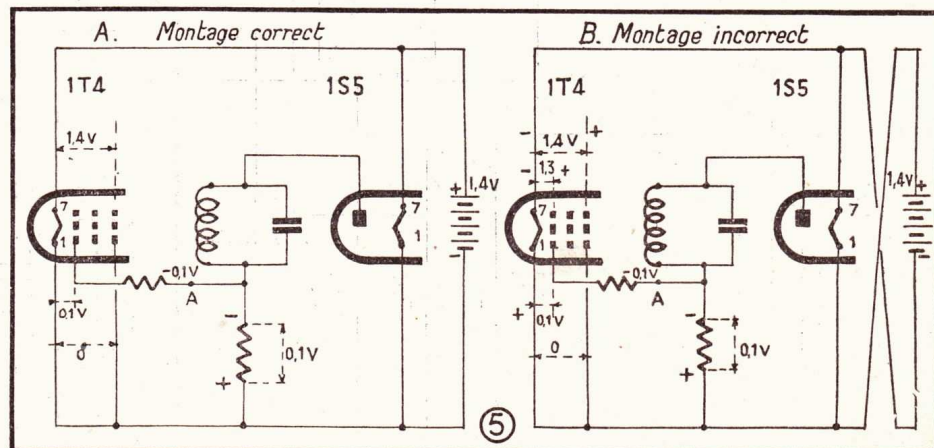 A. Montage correct
1T4
1S5
1,4V
7
1
7
1
+
1,4V
-
-0,1V
A
0,1V
0
-
+
0,1V
B. Montage incorrect
1T4
1S5
- +
1,4V
- 1,3 +
7
1
7
1
1,4V
-
+
-0,1V
A
+
0,1V
0
-
+
0,1V
5